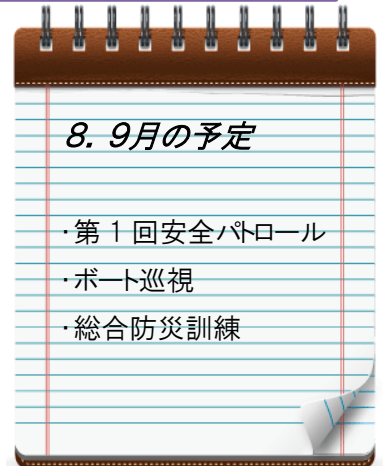 8．9月の予定
・第１回安全パトロール
・ボート巡視
・総合防災訓練